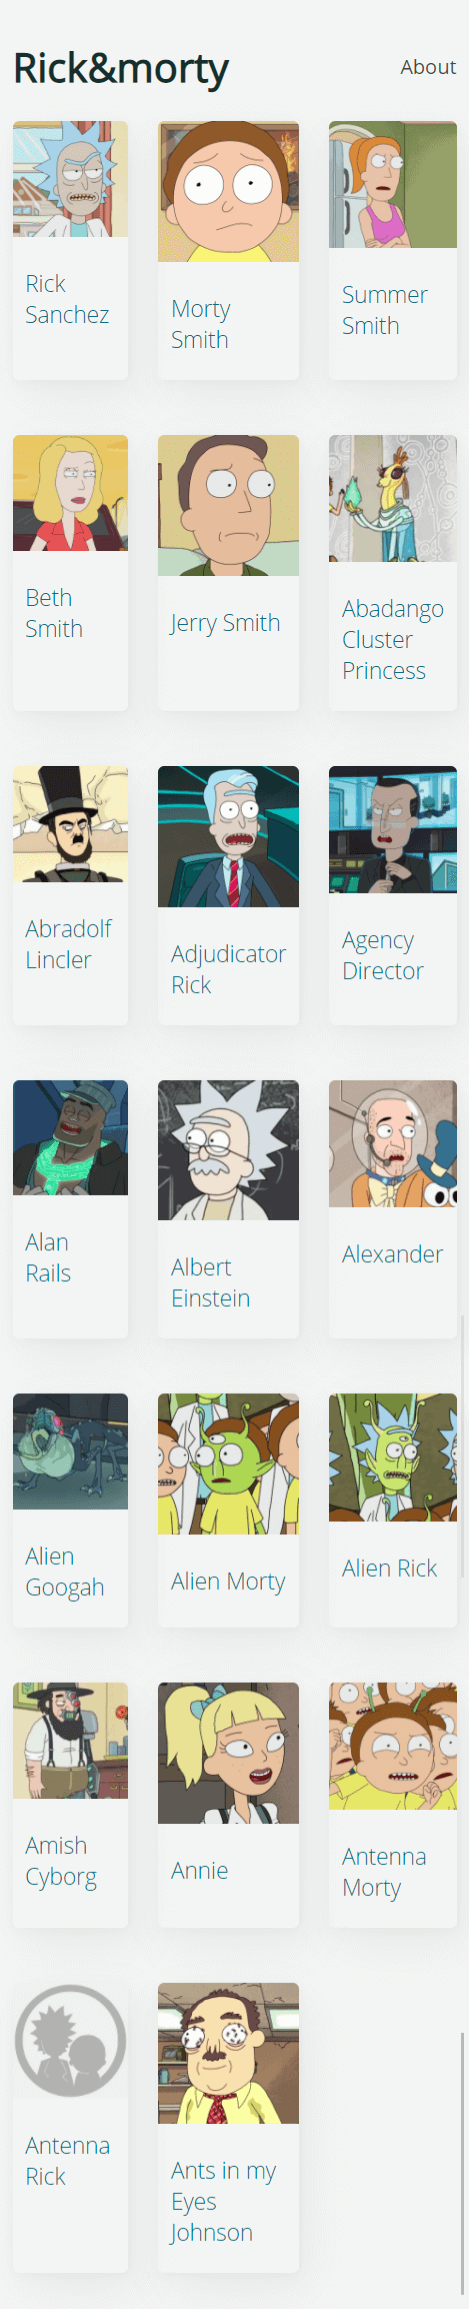 Rick&morty
About
Rick
Sanchez
Morty
Smith
Summer
Smith
Beth
Smith
Jerry Smith
Abadango
Cluster
Princess
Abradolf
Lincler
Adjudicator
Rick
Agency
Director
Alan
Rails
Albert
Einstein
Alexander
Alien
Googah
Alien Morty
Alien Rick
Amish
Cyborg
Annie
Antenna
Morty
Antenna
Rick
Ants in my
Eyes
Johnson